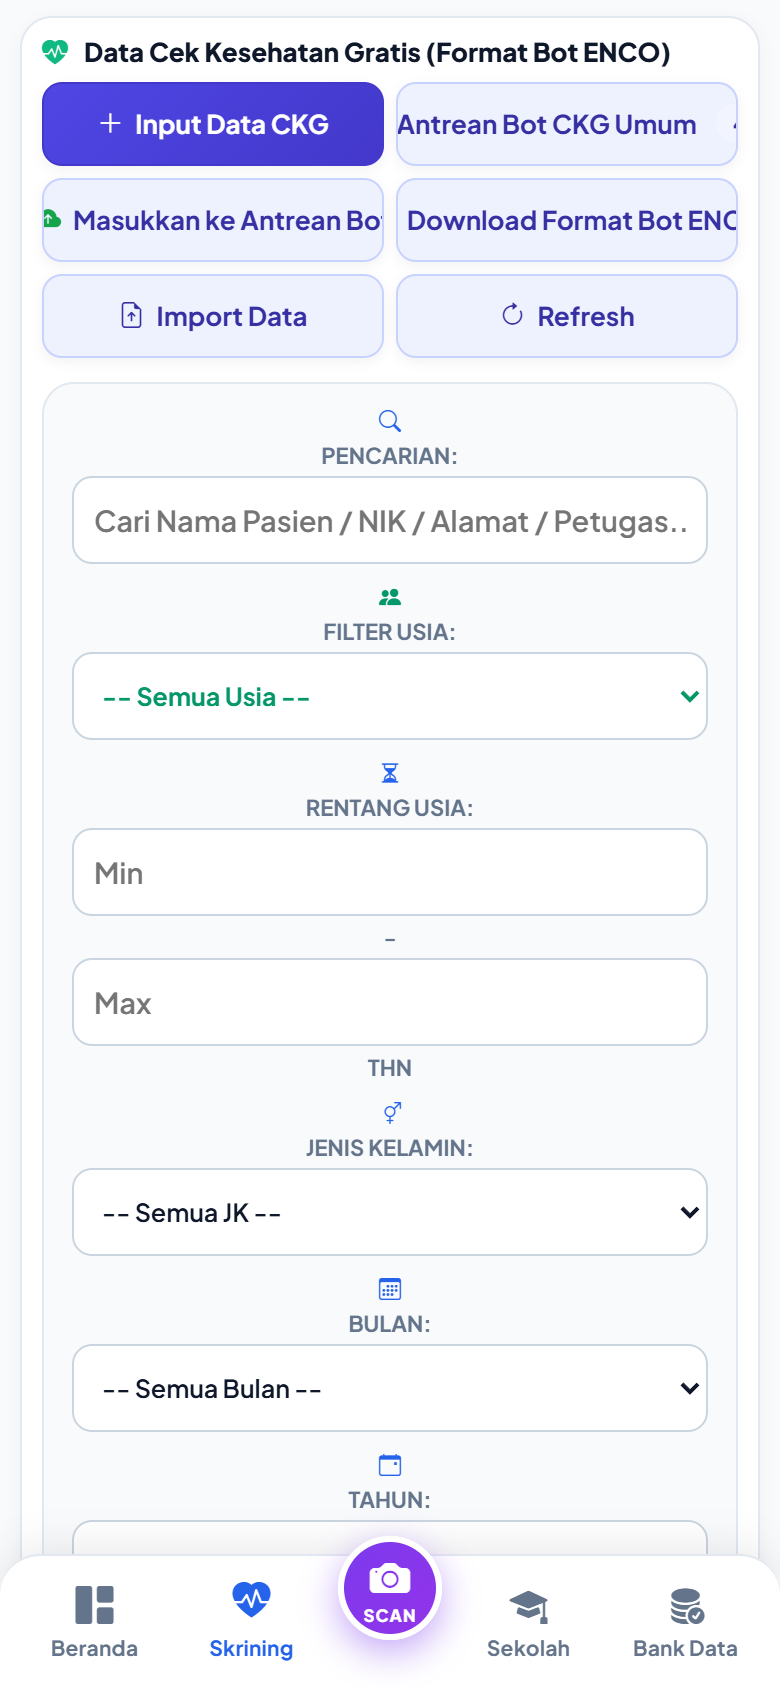 Data Cek Kesehatan Gratis (Format Bot ENCO)
Input Data CKG
Antrean Bot CKG Umum
Masukkan ke Antrean Bot
Download Format Bot ENC
Import Data
Refresh
PENCARIAN:
Cari Nama Pasien / NIK / Alamat / Petugas..
FILTER USIA:
-- Semua Usia --
RENTANG USIA:
Min
-
Max
THN
JENIS KELAMIN:
-- Semua JK --
BULAN:
-- Semua Bulan --
TAHUN:
SCAN
Beranda
Skrining
Sekolah
Bank Data